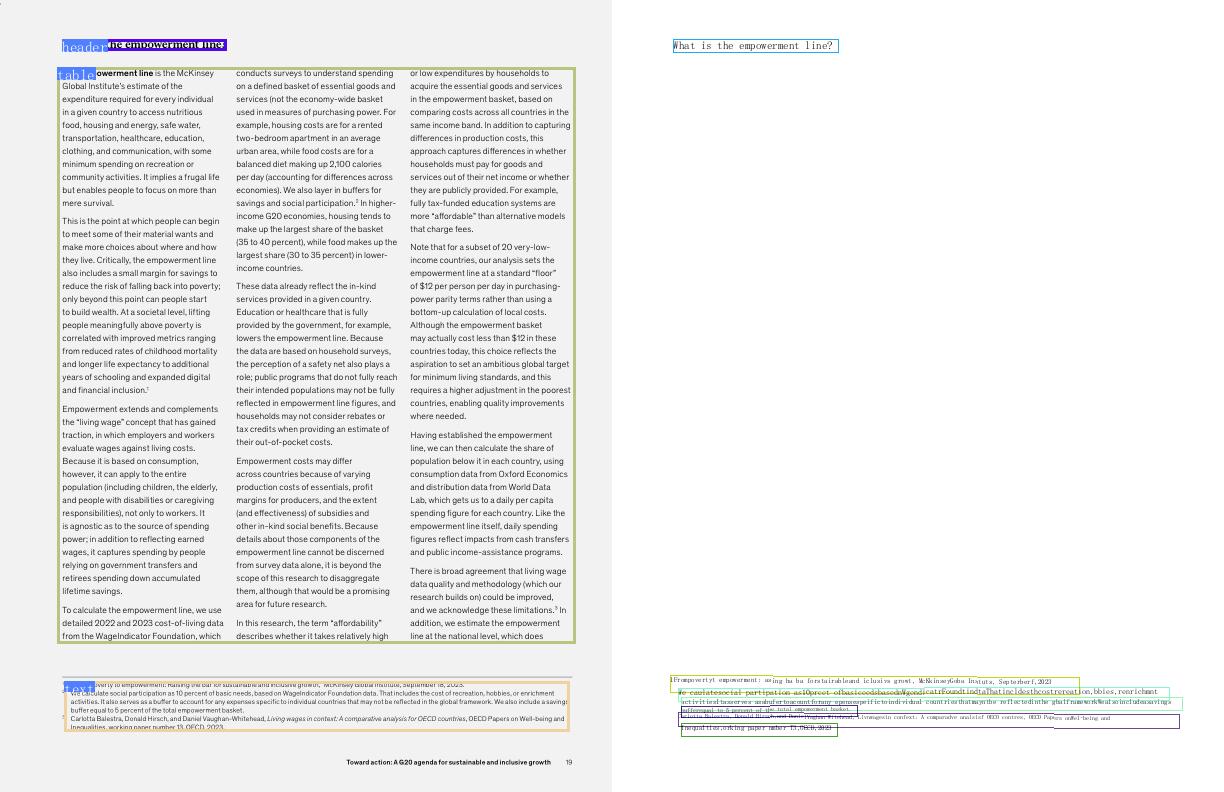 header the empowerment line?
table owerment line is the McKinsey
Global Institute's estimate of the
expenditure required for every individual
in a given country to access nutritious
food, housing and energy, safe water,
transportation, healthcare, education,
clothing, and communication, with some
minimum spending on recreation or
community activities. It implies a frugal life
but enables people to focus on more than
mere survival.
This is the point at which people can begin
to meet some of their material wants and
make more choices about where and how
they live. Critically, the empowerment line
also includes a small margin for savings to
reduce the risk of falling back into poverty;
only beyond this point can people start
to build wealth. At a societal level, lifting
people meaningfully above poverty is
correlated with improved metrics ranging
from reduced rates of childhood mortality
and longer life expectancy to additional
years of schooling and expanded digital
and financial inclusion.¹
Empowerment extends and complements
the “living wage” concept that has gained
traction, in which employers and workers
evaluate wages against living costs.
Because it is based on consumption,
however, it can apply to the entire
population (including children, the elderly,
and people with disabilities or caregiving
responsibilities), not only to workers. It
is agnostic as to the source of spending
power; in addition to reflecting earned
wages, it captures spending by people
relying on government transfers and
retirees spending down accumulated
lifetime savings.
To calculate the empowerment line, we use
detailed 2022 and 2023 cost-of-living data
from the WageIndicator Foundation, which
conducts surveys to understand spending
on a defined basket of essential goods and
services (not the economy-wide basket
used in measures of purchasing power. For
example, housing costs are for a rented
two-bedroom apartment in an average
urban area, while food costs are for a
balanced diet making up 2,100 calories
per day (accounting for differences across
economies). We also layer in buffers for
savings and social participation.² In higher-
income G20 economies, housing tends to
make up the largest share of the basket
(35 to 40 percent), while food makes up the
largest share (30 to 35 percent) in lower-
income countries.
These data already reflect the in-kind
services provided in a given country.
Education or healthcare that is fully
provided by the government, for example,
lowers the empowerment line. Because
the data are based on household surveys,
the perception of a safety net also plays a
role; public programs that do not fully reach
their intended populations may not be fully
reflected in empowerment line figures, and
households may not consider rebates or
tax credits when providing an estimate of
their out-of-pocket costs.
Empowerment costs may differ
across countries because of varying
production costs of essentials, profit
margins for producers, and the extent
(and effectiveness) of subsidies and
other in-kind social benefits. Because
details about those components of the
empowerment line cannot be discerned
from survey data alone, it is beyond the
scope of this research to disaggregate
them, although that would be a promising
area for future research.
In this research, the term “affordability”
describes whether it takes relatively high
or low expenditures by households to
acquire the essential goods and services
in the empowerment basket, based on
comparing costs across all countries in the
same income band. In addition to capturing
differences in production costs, this
approach captures differences in whether
households must pay for goods and
services out of their net income or whether
they are publicly provided. For example,
fully tax-funded education systems are
more “affordable” than alternative models
that charge fees.
Note that for a subset of 20 very-low-
income countries, our analysis sets the
empowerment line at a standard “floor”
of $12 per person per day in purchasing-
power parity terms rather than using a
bottom-up calculation of local costs.
Although the empowerment basket
may actually cost less than $12 in these
countries today, this choice reflects the
aspiration to set an ambitious global target
for minimum living standards, and this
requires a higher adjustment in the poorest
countries, enabling quality improvements
where needed.
Having established the empowerment
line, we can then calculate the share of
population below it in each country, using
consumption data from Oxford Economics
and distribution data from World Data
Lab, which gets us to a daily per capita
spending figure for each country. Like the
empowerment line itself, daily spending
figures reflect impacts from cash transfers
and public income-assistance programs.
There is broad agreement that living wage
data quality and methodology (which our
research builds on) could be improved,
and we acknowledge these limitations.³ In
addition, we estimate the empowerment
line at the national level, which does
text overty to empowerment: Raising the bar for sustainable and inclusive growth, McKinsey Global Institute, September 18, 2023.
We calculate social participation as 10 percent of basic needs, based on WageIndicator Foundation data. That includes the cost of recreation, hobbies, or enrichment
activities. It also serves as a buffer to account for any expenses specific to individual countries that may not be reflected in the global framework. We also include a savings
buffer equal to 5 percent of the total empowerment basket.
Carlotta Balestra, Donald Hirsch, and Daniel Vaughan-Whitehead, Living wages in context: A comparative analysis for OECD countries, OECD Papers on Well-being and
Inequalities, working paper number 13, OECD, 2023.
Toward action: A G20 agenda for sustainable and inclusive growth 19
What is the empowerment line?